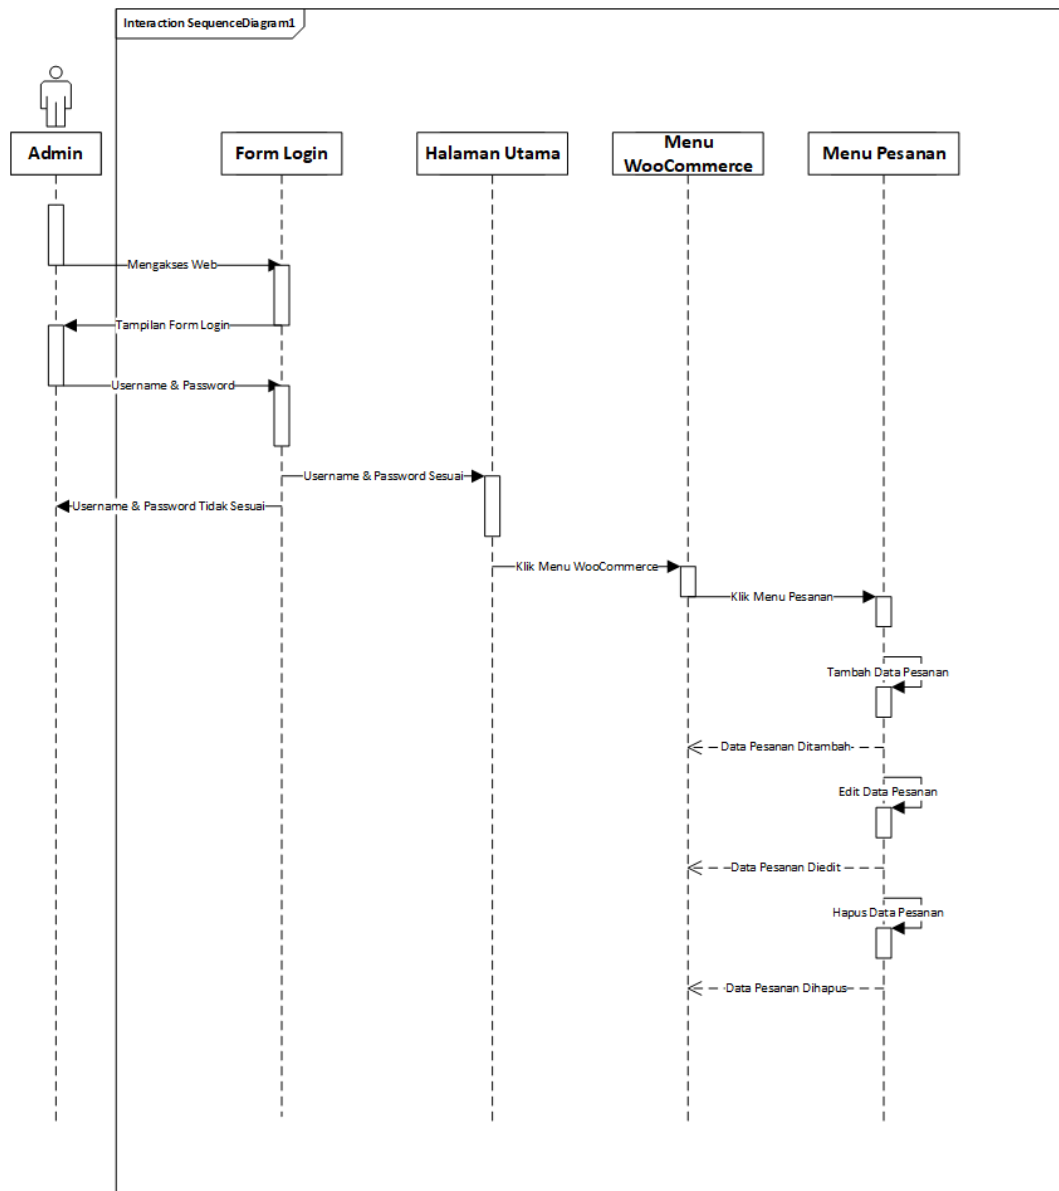 Interaction SequenceDiagram1
Admin
Form Login
Halaman Utama
Menu
WooCommerce
Menu Pesanan
Mengakses Web
Tampilan Form Login
Username & Password
Username & Password Sesuai
Username & Password Tidak Sesuai
Klik Menu WooCommerce
Klik Menu Pesanan
Tambah Data Pesanan
Data Pesanan Ditambah
Edit Data Pesanan
Data Pesanan Diedit
Hapus Data Pesanan
Data Pesanan Dihapus